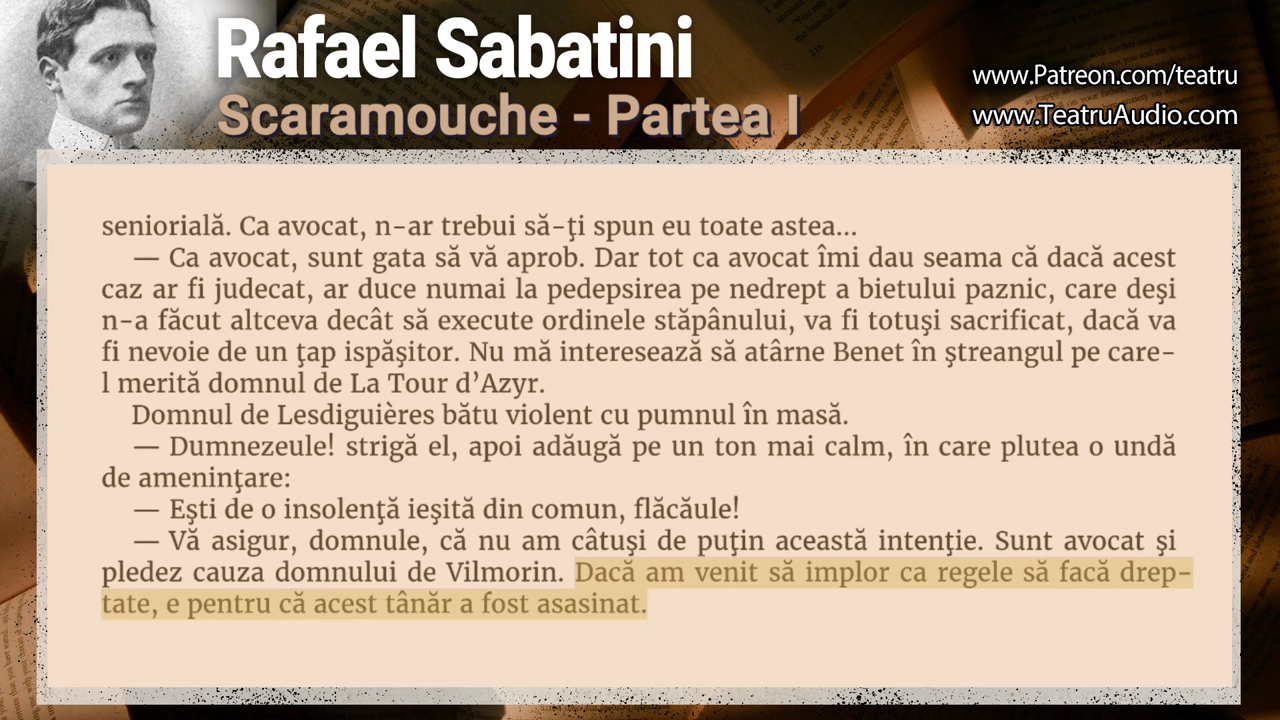 Rafael Sabatini
Scaramouche - Partea I
www.Patreon.com/teatru
www.TeatruAudio.com
seniorială. Ca avocat, n-ar trebui să-ţi spun eu toate astea...
— Ca avocat, sunt gata să vă aprob. Dar tot ca avocat îmi dau seama că dacă acest
caz ar fi judecat, ar duce numai la pedepsirea pe nedrept a bietului paznic, care deşi
n-a făcut altceva decât să execute ordinele stăpânului, va fi totuşi sacrificat, dacă va
fi nevoie de un ţap ispăşitor. Nu mă interesează să atârne Benet în ştreangul pe care-
l merită domnul de La Tour d’Azyr.
Domnul de Lesdiguières bătu violent cu pumnul în masă.
— Dumnezeule! strigă el, apoi adăugă pe un ton mai calm, în care plutea o undă
de ameninţare:
— Eşti de o insolenţă ieşită din comun, flăcăule!
— Vă asigur, domnule, că nu am câtuşi de puţin această intenţie. Sunt avocat şi
pledez cauza domnului de Vilmorin. Dacă am venit să implor ca regele să facă drep-
tate, e pentru că acest tânăr a fost asasinat.